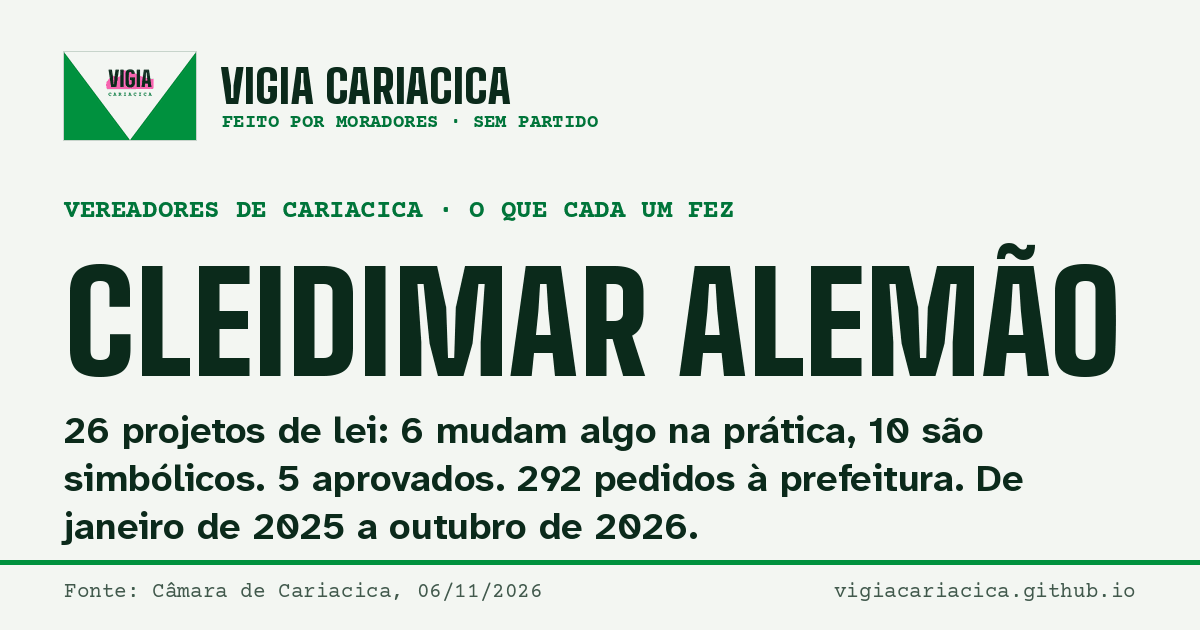 VIGIA
CARIACICA
VIGIA CARIACICA
FEITO POR MORADORES · SEM PARTIDO
VEREADORES DE CARIACICA · O QUE CADA UM FEZ
CLEIDIMAR ALEMÃO
26 projetos de lei: 6 mudam algo na prática, 10 são
simbólicos. 5 aprovados. 292 pedidos à prefeitura. De
janeiro de 2025 a outubro de 2026.
Fonte: Câmara de Cariacica, 06/11/2026
vigiacariacica.github.io